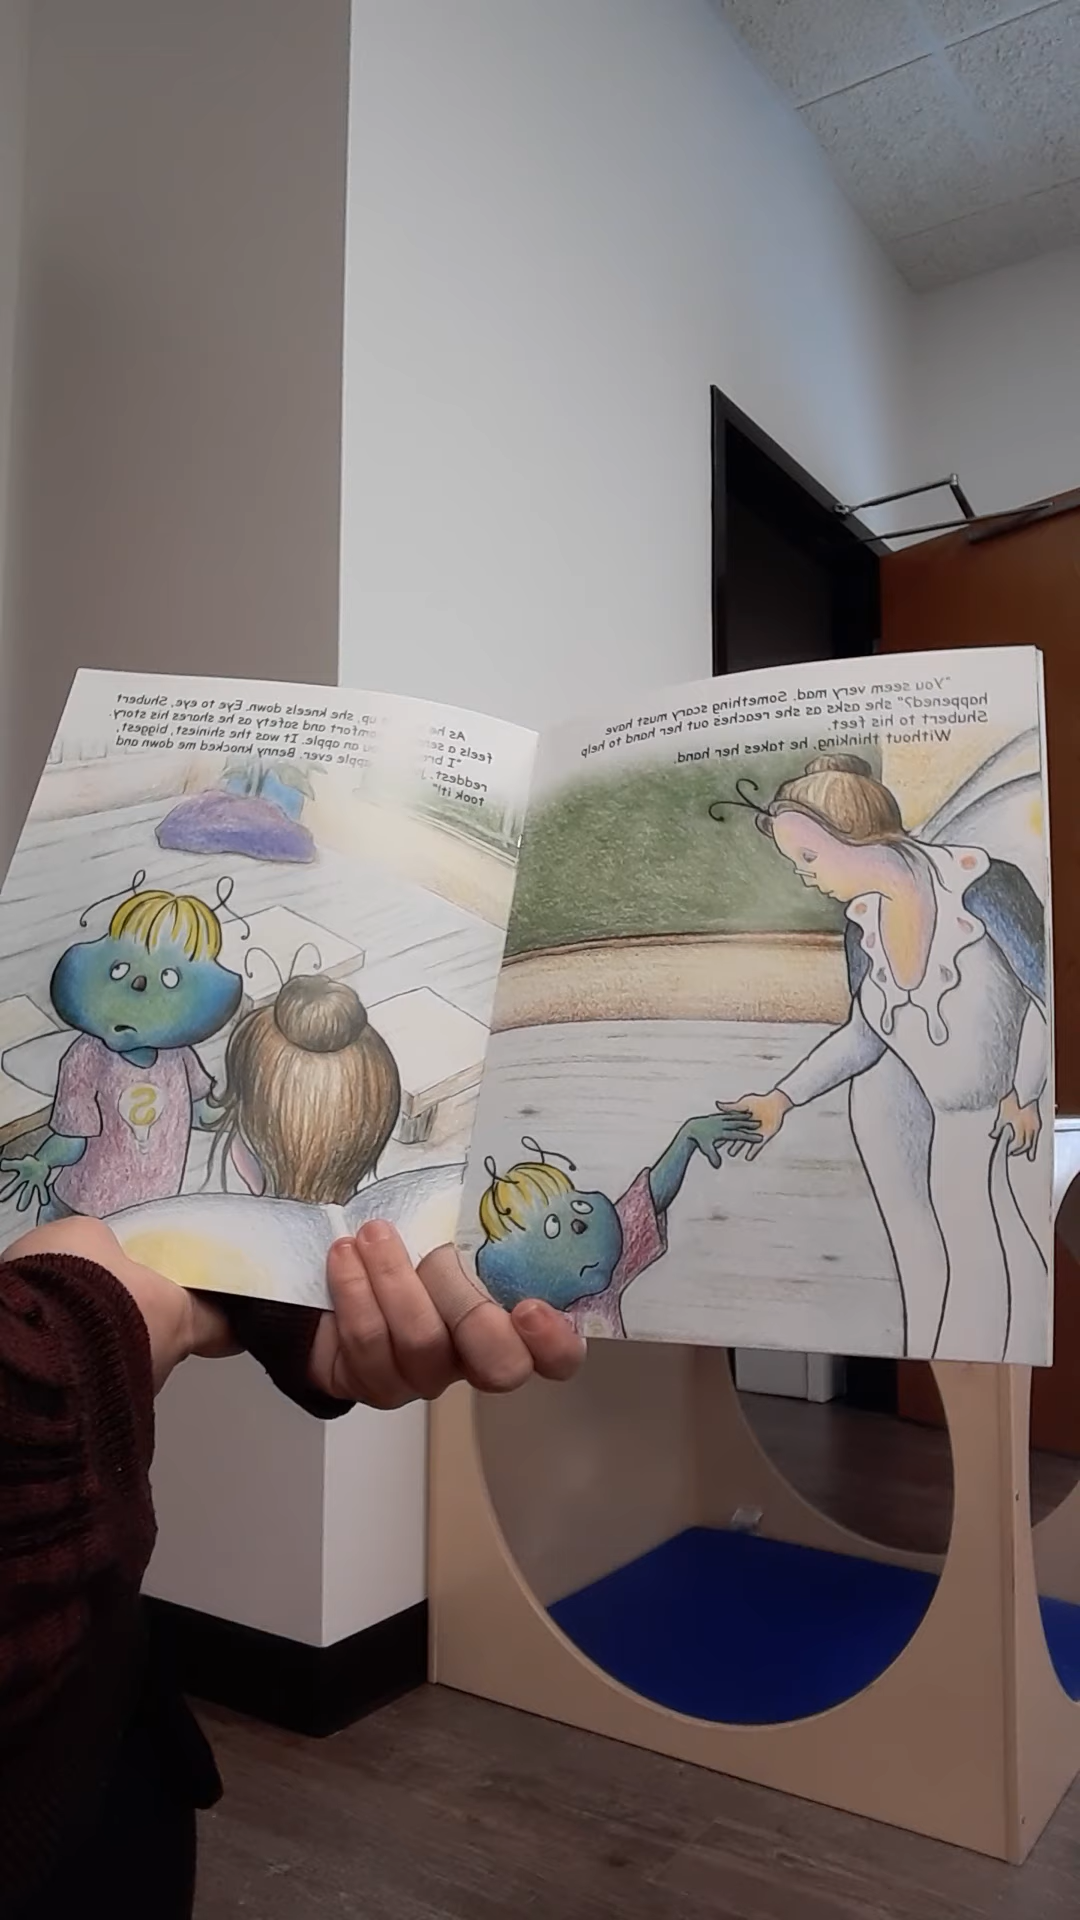 "You seem very mad. Something scary must have
happened?" she asks as she reaches out her hand to help
Shubert to his feet.
Without thinking, he takes her hand.
As he up, she kneels down. Eye to eye, Shubert
feels a and safety as he shares his story.
"I an apple. It was the shiniest, biggest,
reddest, apple ever. Benny knocked me down and
took it!"
S